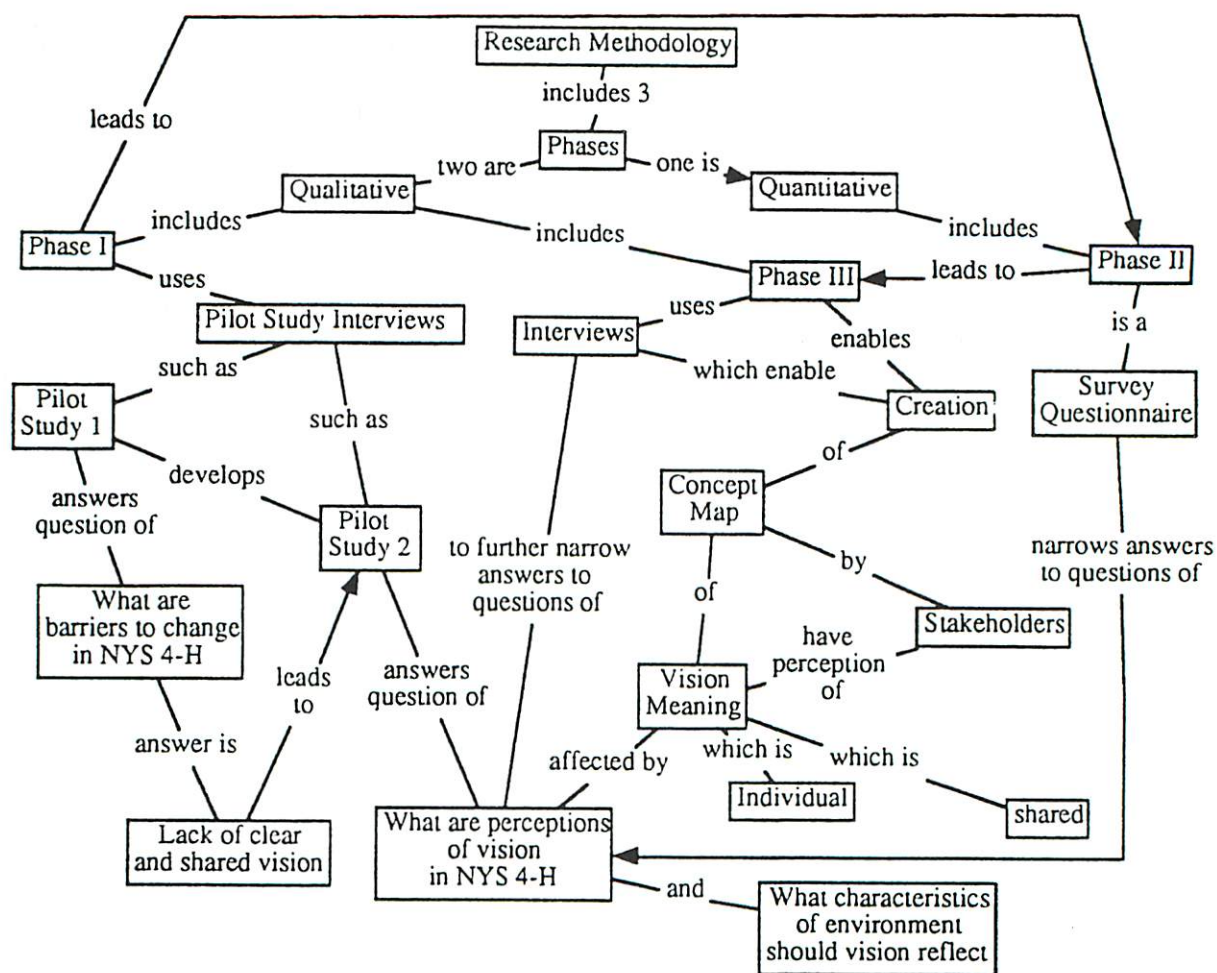 Research Methodology
includes 3
leads to
Phases
two are
one is
Qualitative
Quantitative
includes
includes
includes
Phase I
Phase II
leads to
Phase III
uses
uses
is a
Pilot Study Interviews
Interviews
enables
such as
which enable
Pilot
Study 1
Survey
Questionnaire
Creation
such as
of
develops
Concept
Map
answers
question of
Pilot
Study 2
to further narrow
answers to
questions of
narrows answers
to questions of
by
of
What are
barriers to change
in NYS 4-H
Stakeholders
have
perception
of
leads
to
answers
question of
Vision
Meaning
answer is
affected by
which is
which is
Individual
shared
Lack of clear
and shared vision
What are perceptions
of vision
in NYS 4-H
and
What characteristics
of environment
should vision reflect